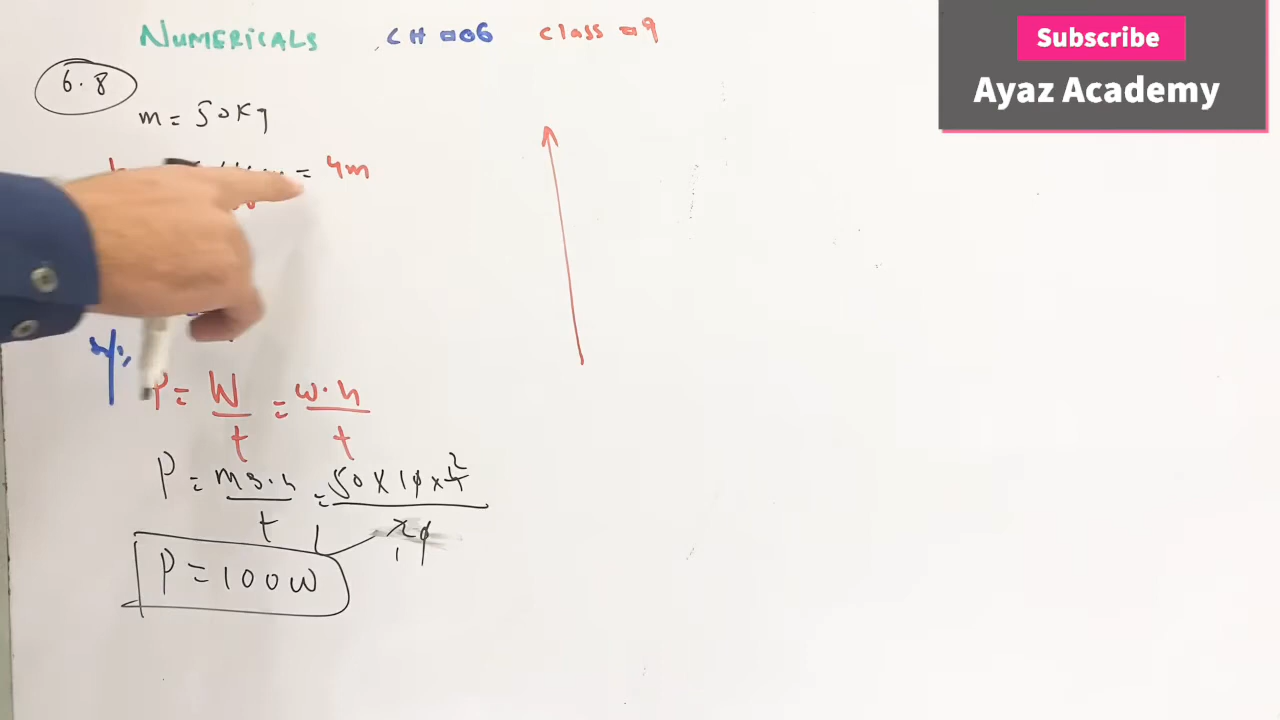 NUMERICALS CH = 06 class = 9
Subscribe
Ayaz Academy
6.8
m = 50Kg
= 4m
P = W/t = w.h/t
P = mg.h/t = 50 X 10 x 4/20
P = 100W